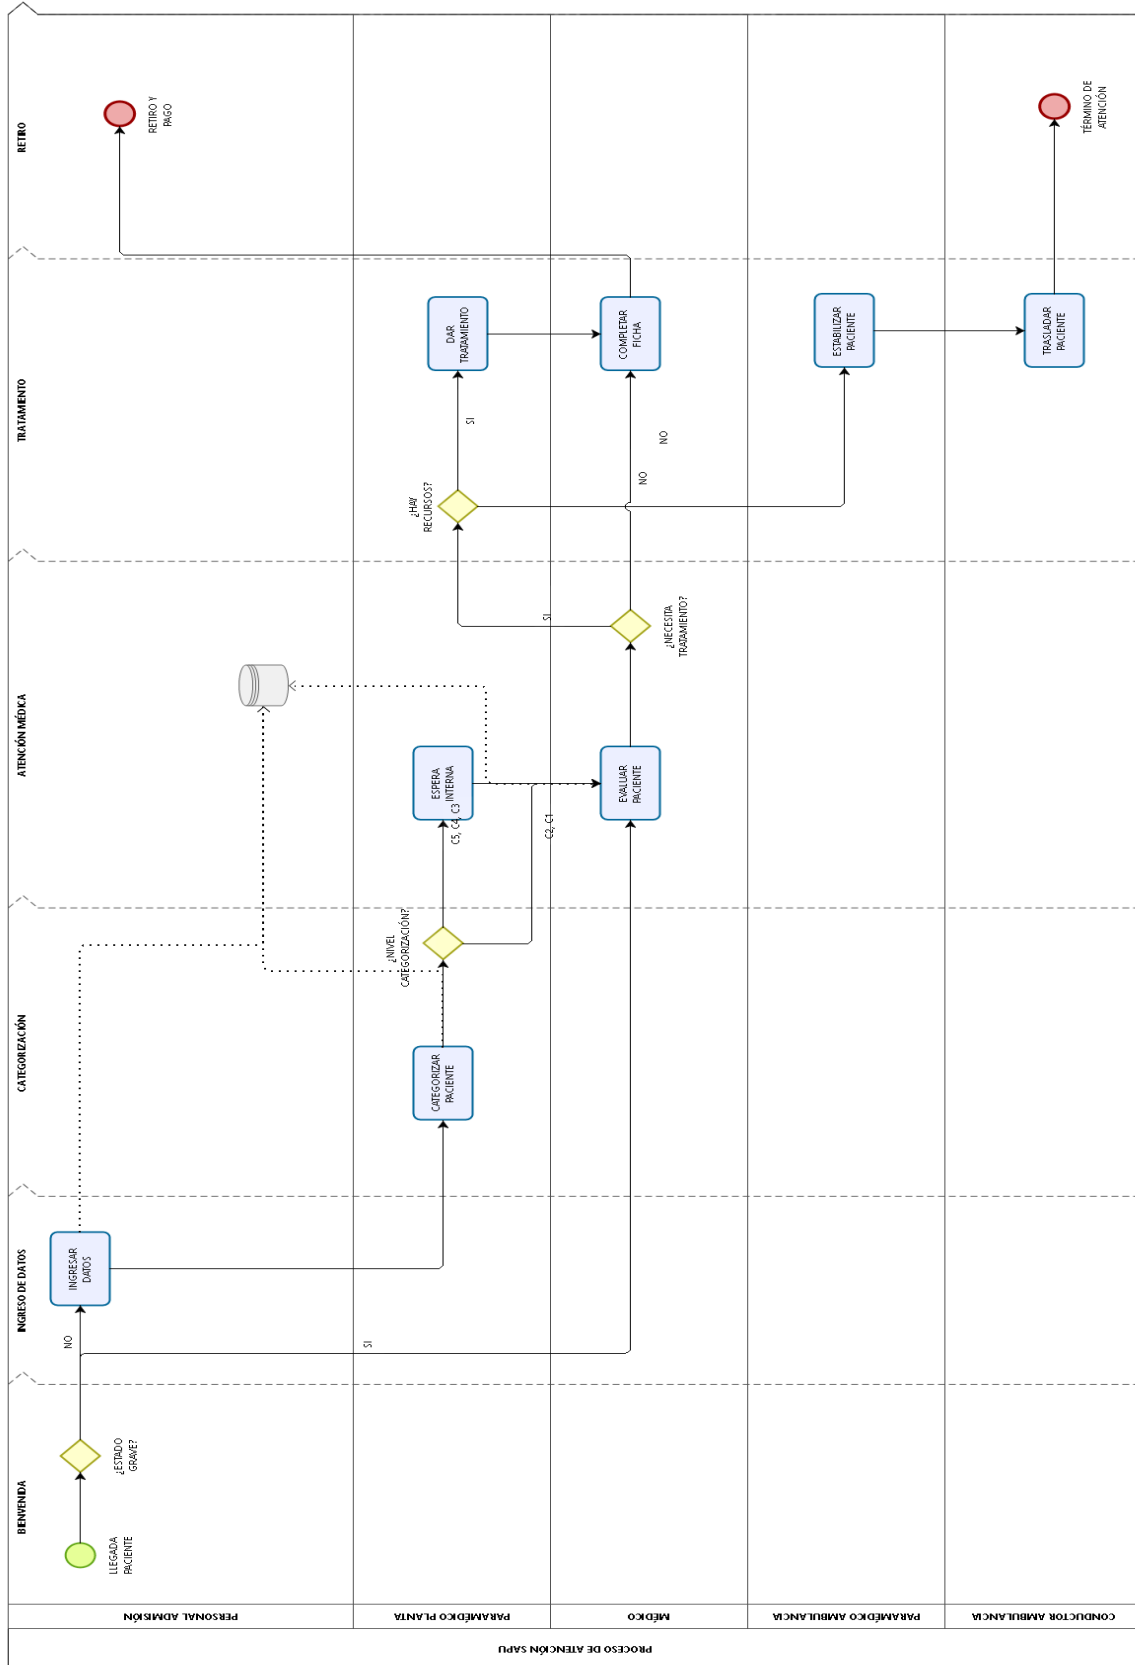 PROCESO DE ATENCIÓN SAPU
PERSONAL ADMISIÓN
PARAMÉDICO PLANTA
MÉDICO
PARAMÉDICO AMBULANCIA
CONDUCTOR AMBULANCIA
BIENVENIDA
INGRESO DE DATOS
CATEGORIZACIÓN
ATENCIÓN MÉDICA
TRATAMIENTO
RETIRO
LLEGADA
PACIENTE
¿ESTADO
GRAVE?
NO
SI
INGRESAR
DATOS
CATEGORIZAR
PACIENTE
¿NIVEL
CATEGORIZACIÓN?
C5, C4, C3
C2, C1
ESPERA
INTERNA
EVALUAR
PACIENTE
¿NECESITA
TRATAMIENTO?
SI
NO
¿HAY
RECURSOS?
SI
NO
DAR
TRATAMIENTO
COMPLETAR
FICHA
ESTABILIZAR
PACIENTE
TRASLADAR
PACIENTE
RETIRO Y
PAGO
TÉRMINO DE
ATENCIÓN